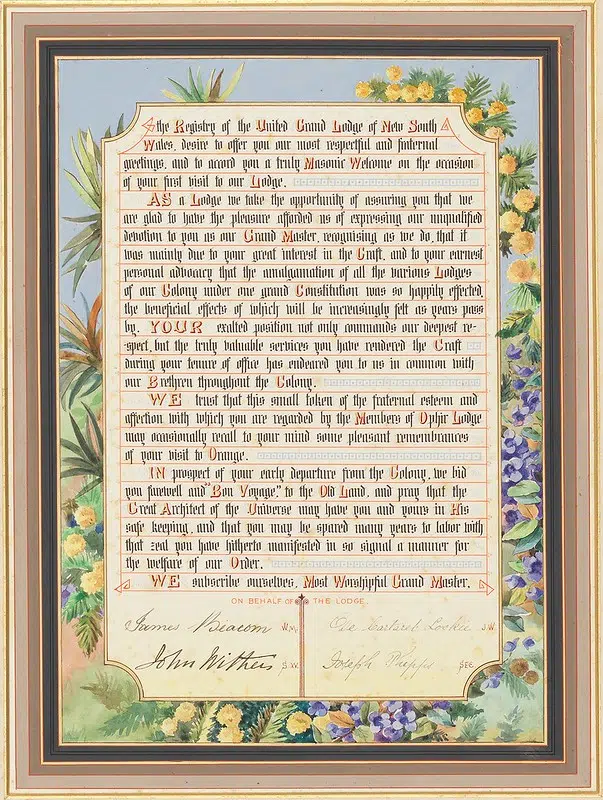 the Registry of the United Grand Lodge of New South
Wales, desire to offer you our most respectful and fraternal
greetings, and to accord you a truly Masonic Welcome on the occasion
of your first visit to our Lodge.
AS a Lodge we take the opportunity of assuring you that we
are glad to have the pleasure afforded us of expressing our unqualified
devotion to you as our Grand Master, recognising as we do, that it
was mainly due to your great interest in the Craft, and to your earnest
personal advocacy that the amalgamation of all the various Lodges
of our Colony under one grand Constitution was so happily effected,
the beneficial effects of which will be increasingly felt as years pass
by. YOUR exalted position not only commands our deepest re-
spect, but the truly valuable services you have rendered the Craft
during your tenure of office has endeared you to us in common with
our Brethren throughout the Colony.
WE trust that this small token of the fraternal esteem and
affection with which you are regarded by the Members of Ophir Lodge
may occasionally recall to your mind some pleasant remembrances
of your visit to Orange.
IN prospect of your early departure from the Colony, we bid
you farewell and "Bon Voyage," to the Old Land, and pray that the
Great Architect of the Universe may have you and yours in His
safe keeping, and that you may be spared many years to labor with
that zeal you have hitherto manifested in so signal a manner for
the welfare of our Order.
WE subscribe ourselves, Most Worshipful Grand Master,
ON BEHALF OF THE LODGE.
James Beacom W.M.
John Withers S.W.
Carteret J.W.
Joseph SEC